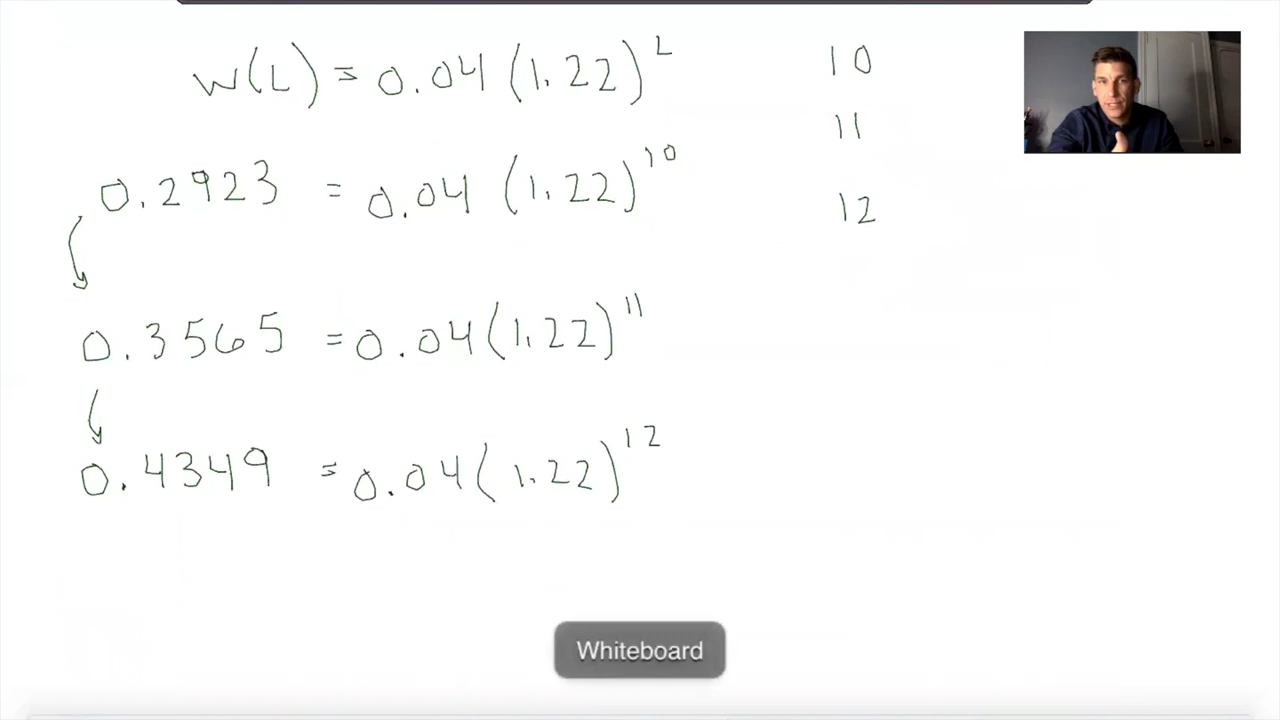 W(L) = 0.04 (1.22)^L
10
11
0.2923 = 0.04 (1.22)^10
12
0.3565 = 0.04 (1.22)^11
0.4349 = 0.04 (1.22)^12
Whiteboard